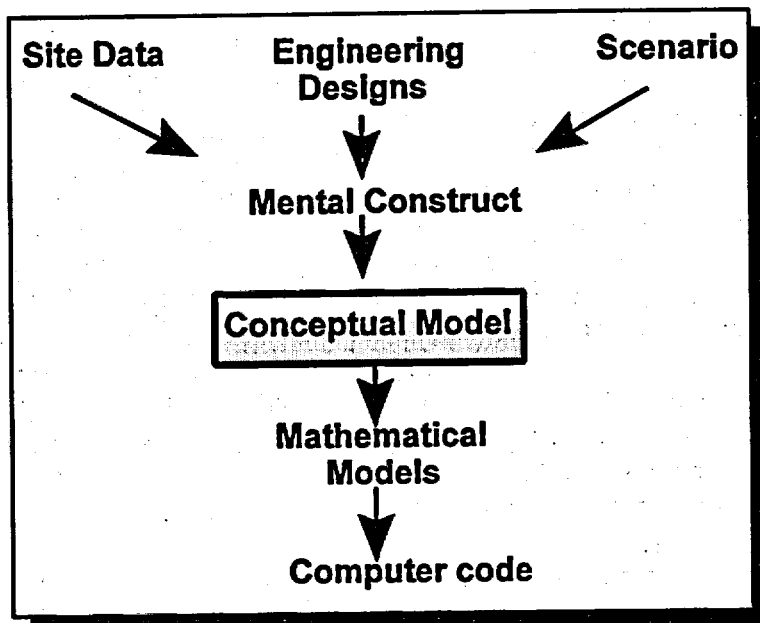 Site Data
Engineering
Designs
Scenario
Mental Construct
Conceptual Model
Mathematical
Models
Computer code